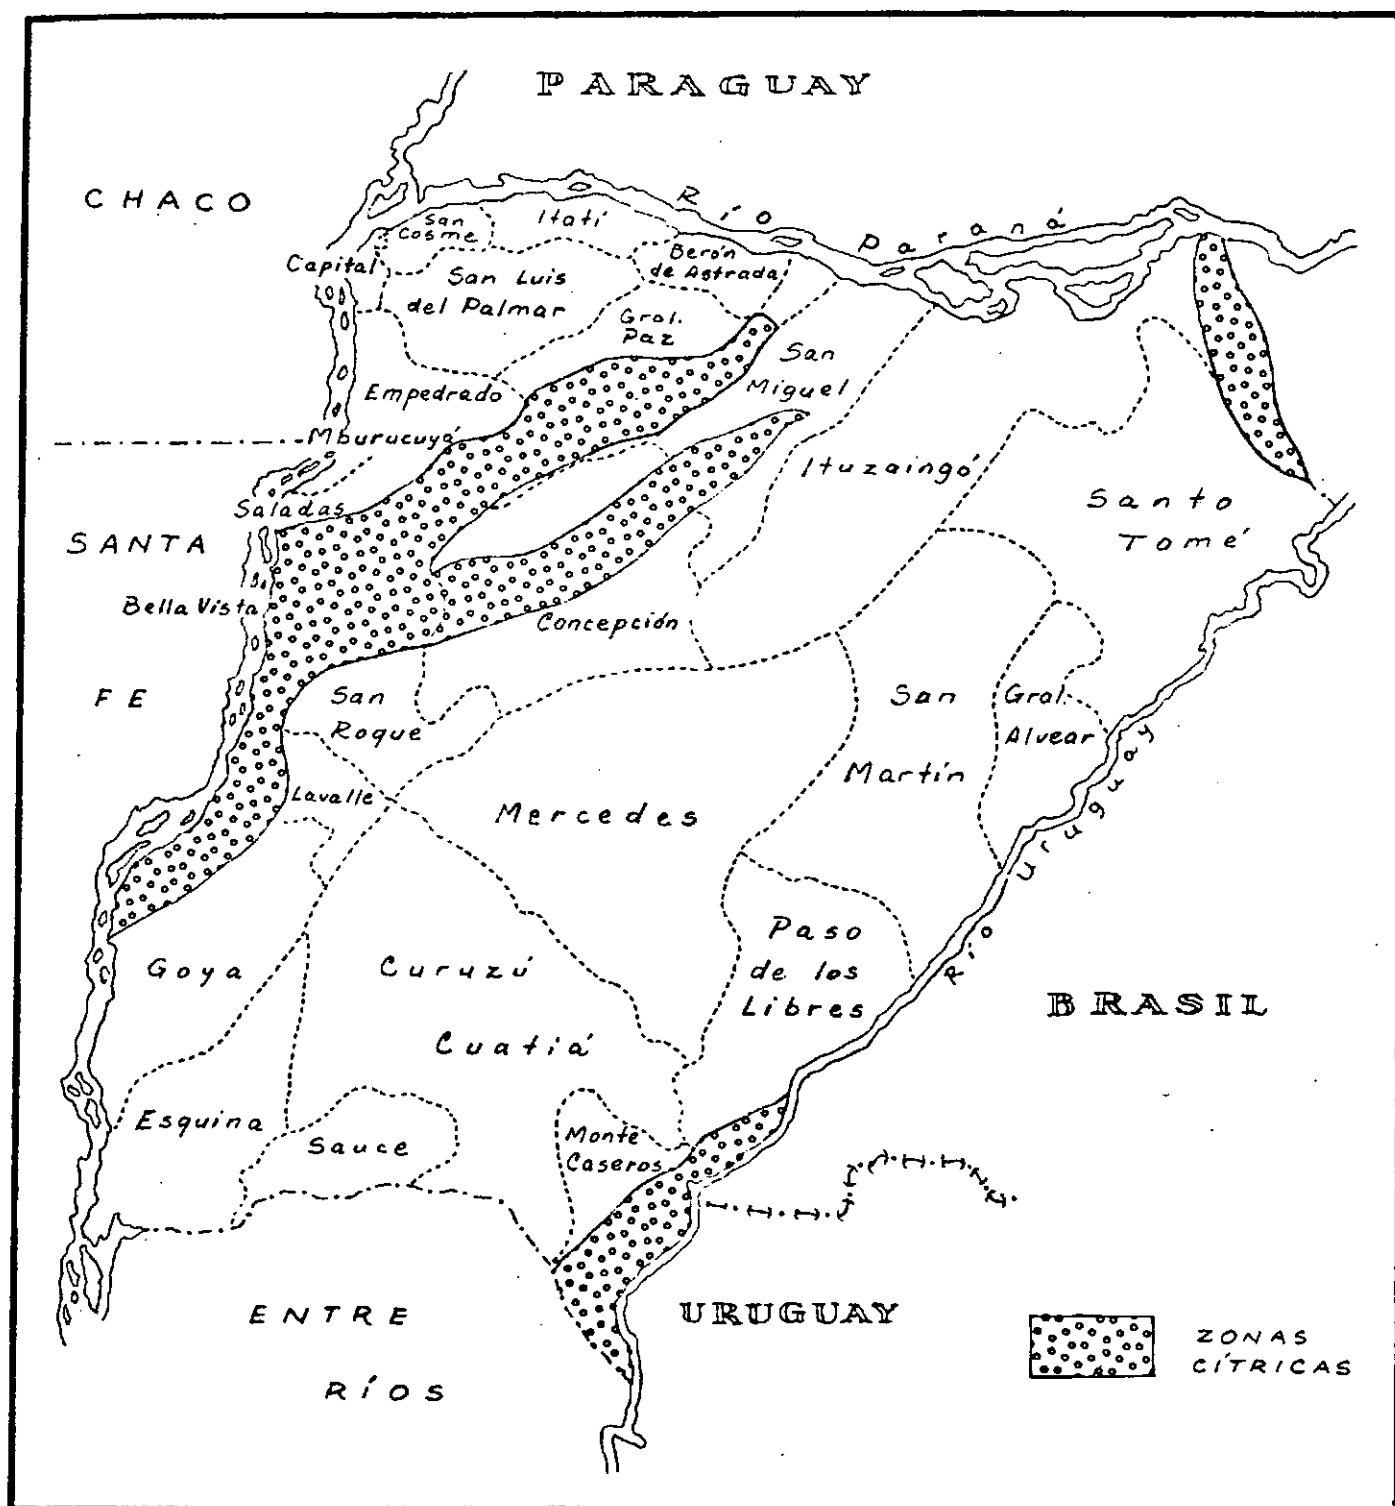 PARAGUAY
CHACO
Río Paraná
San
Cosme
Itatí
Capital
San Luis
del Palmar
Berón
de Astrada
Gral.
Paz
San
Miguel
Empedrado
Mburucuyá
Ituzaingó
Saladas
Santo
Tomé
SANTA
FE
Bella Vista
Concepción
San
Roque
San
Martín
Gral.
Alvear
Lavalle
Mercedes
Río Uruguay
Goya
Curuzú
Cuatiá
Paso
de los
Libres
BRASIL
Esquina
Sauce
Monte
Caseros
ENTRE
RÍOS
URUGUAY
ZONAS
CÍTRICAS